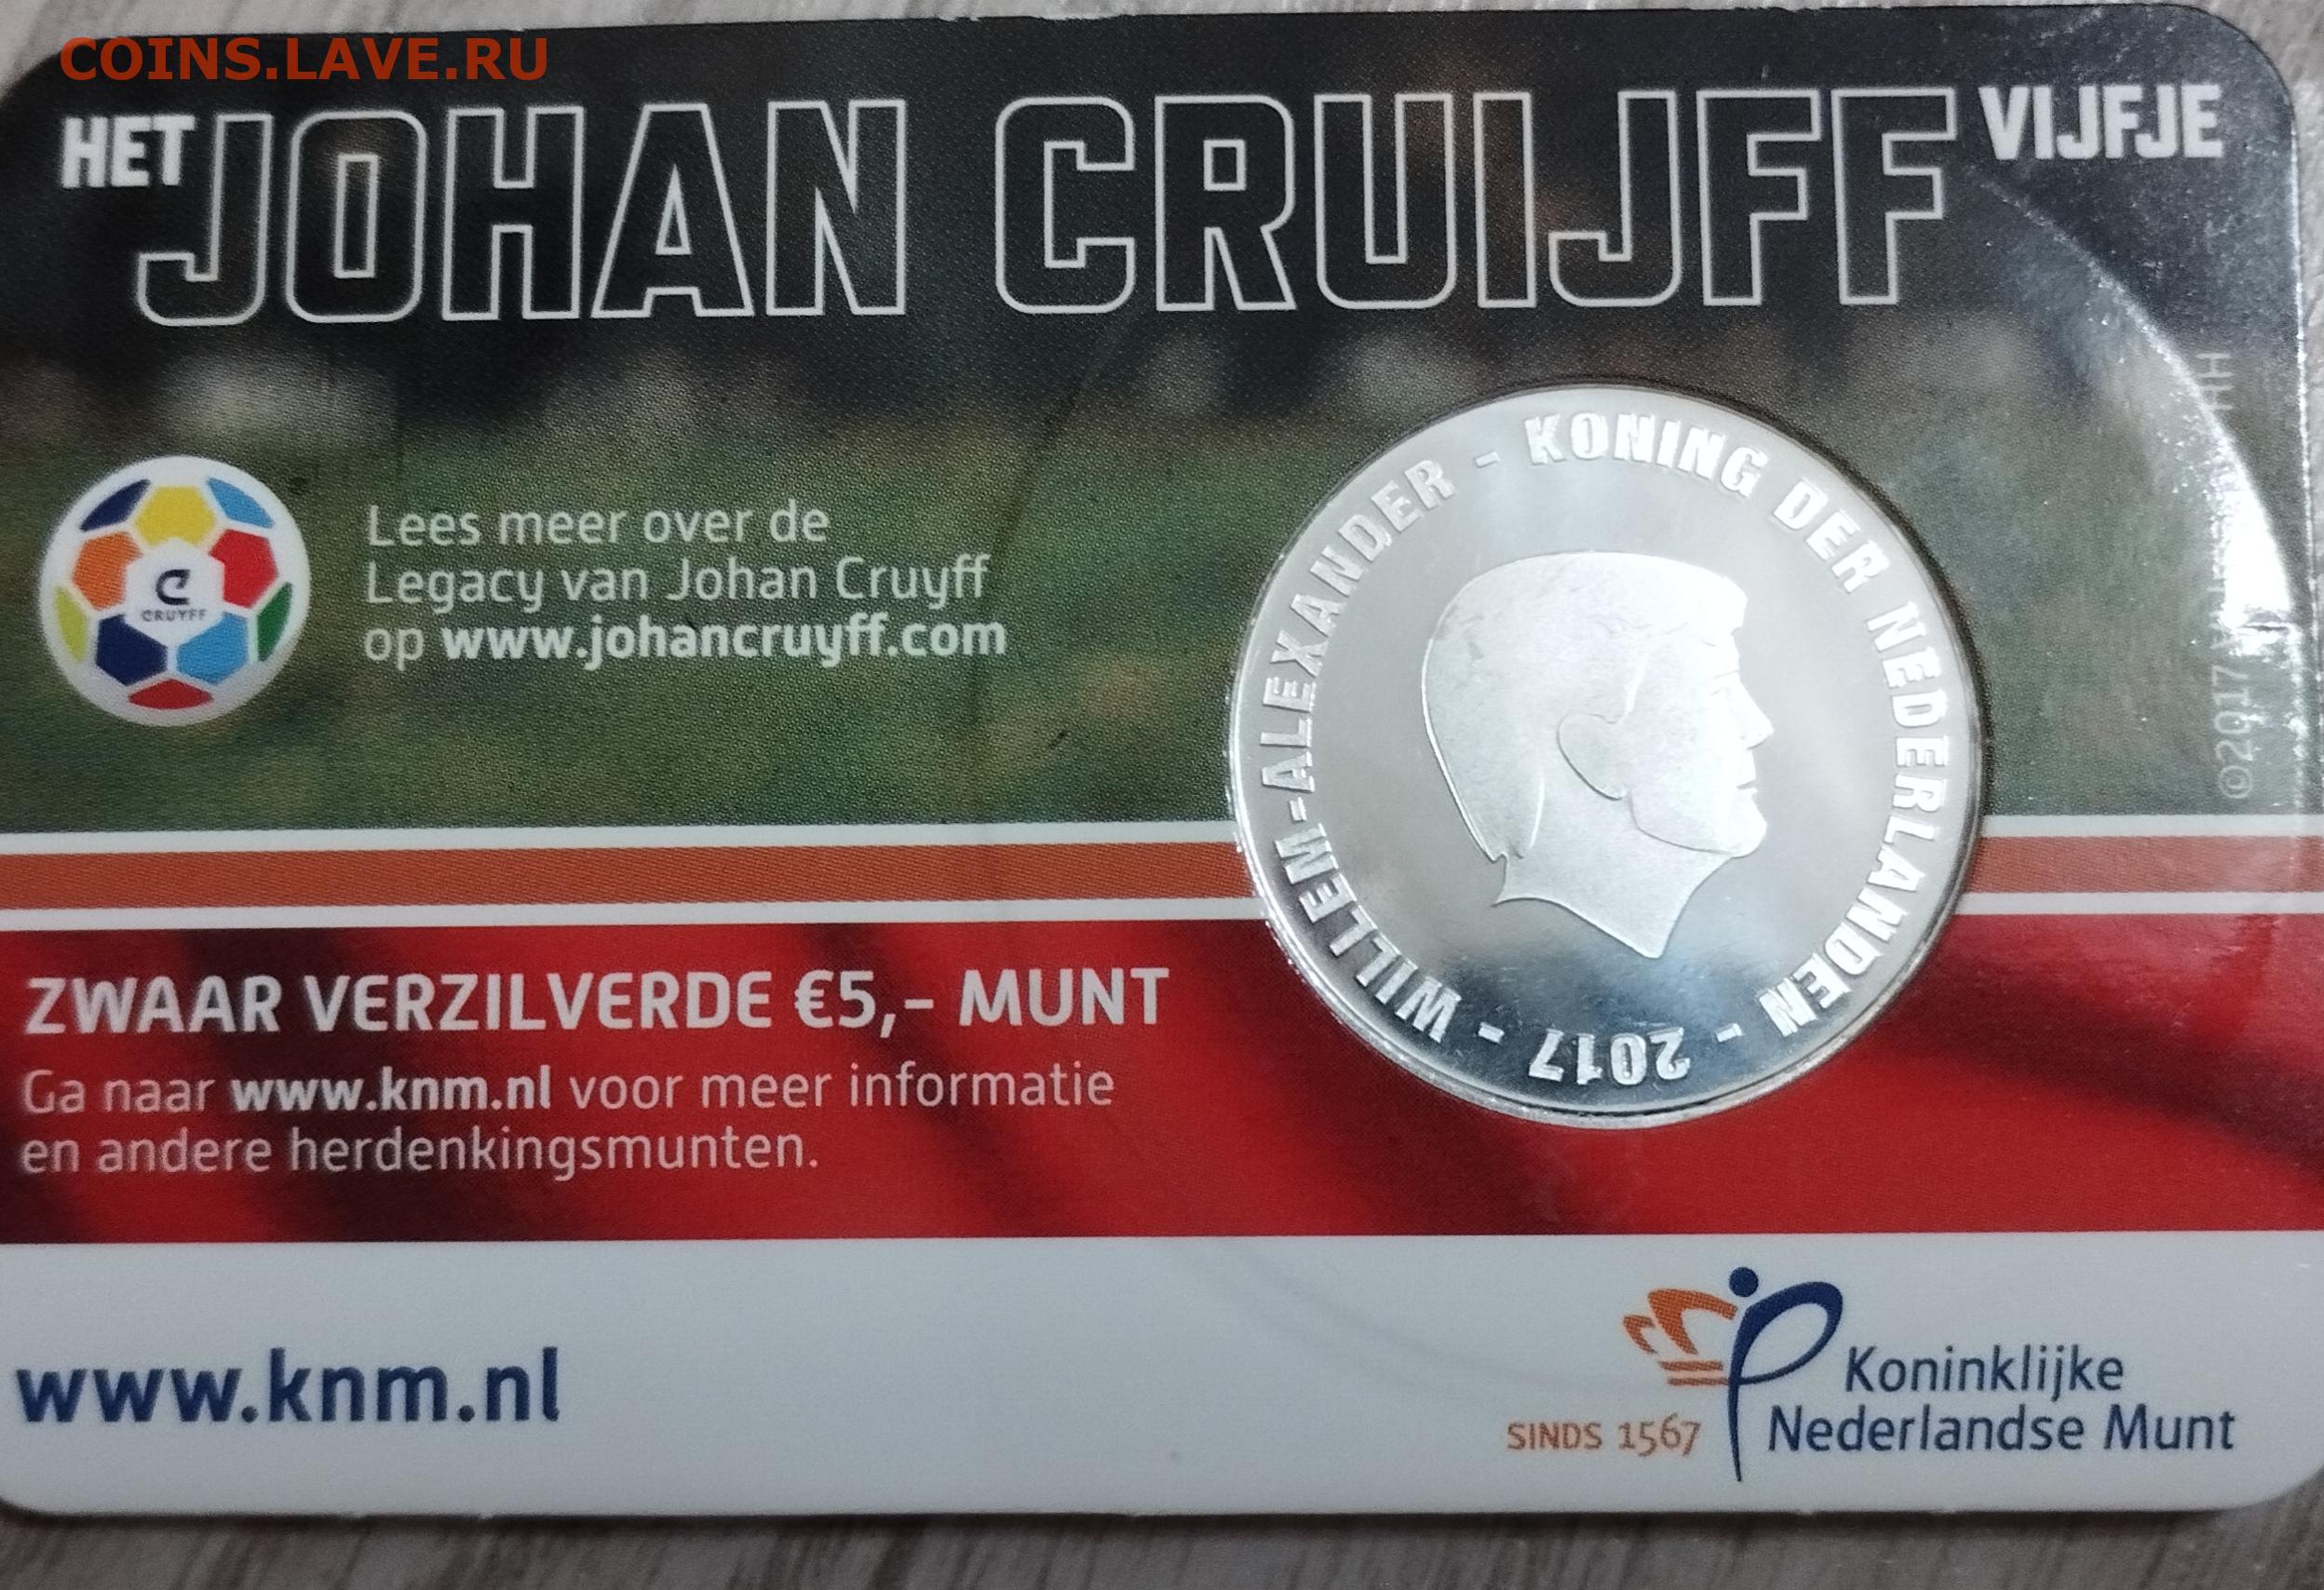 COINS.LAVE.RU
HET JOHAN CRUIJFF VIJFJE
Lees meer over de
Legacy van Johan Cruyff
op www.johancruyff.com
CRUYFF
WILLEM-ALEXANDER - KONING DER NEDERLANDEN - 2017 -
©2017
HH
ZWAAR VERZILVERDE €5,- MUNT
Ga naar www.knm.nl voor meer informatie
en andere herdenkingsmunten.
www.knm.nl
SINDS 1567
Koninklijke
Nederlandse Munt